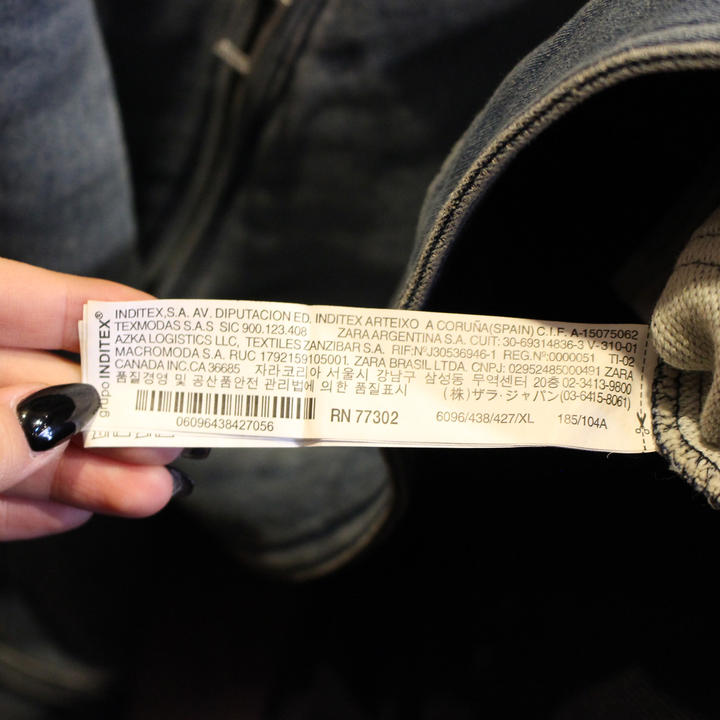 grupo INDITEX®
INDITEX,S.A. AV. DIPUTACION ED. INDITEX ARTEIXO A CORUÑA(SPAIN) C.I.F. A-15075062
TEXMODAS S.A.S SIC 900.123.408 ZARA ARGENTINA S.A. CUIT: 30-69314836-3 V-310-01
AZKA LOGISTICS LLC, TEXTILES ZANZIBAR S.A. RIF:NºJ30536946-1 REG.Nº:0000051 TI-02
MACROMODA S.A. RUC 1792159105001. ZARA BRASIL LTDA. CNPJ: 02952485000491 ZARA
CANADA INC.CA 36685 자라코리아 서울시 강남구 삼성동 무역센터 20층 02-3413-9800
품질경영 및 공산품안전 관리법에 의한 품질표시 (株)ザラ・ジャパン(03-6415-8061)
06096438427056
RN 77302 6096/438/427/XL 185/104A